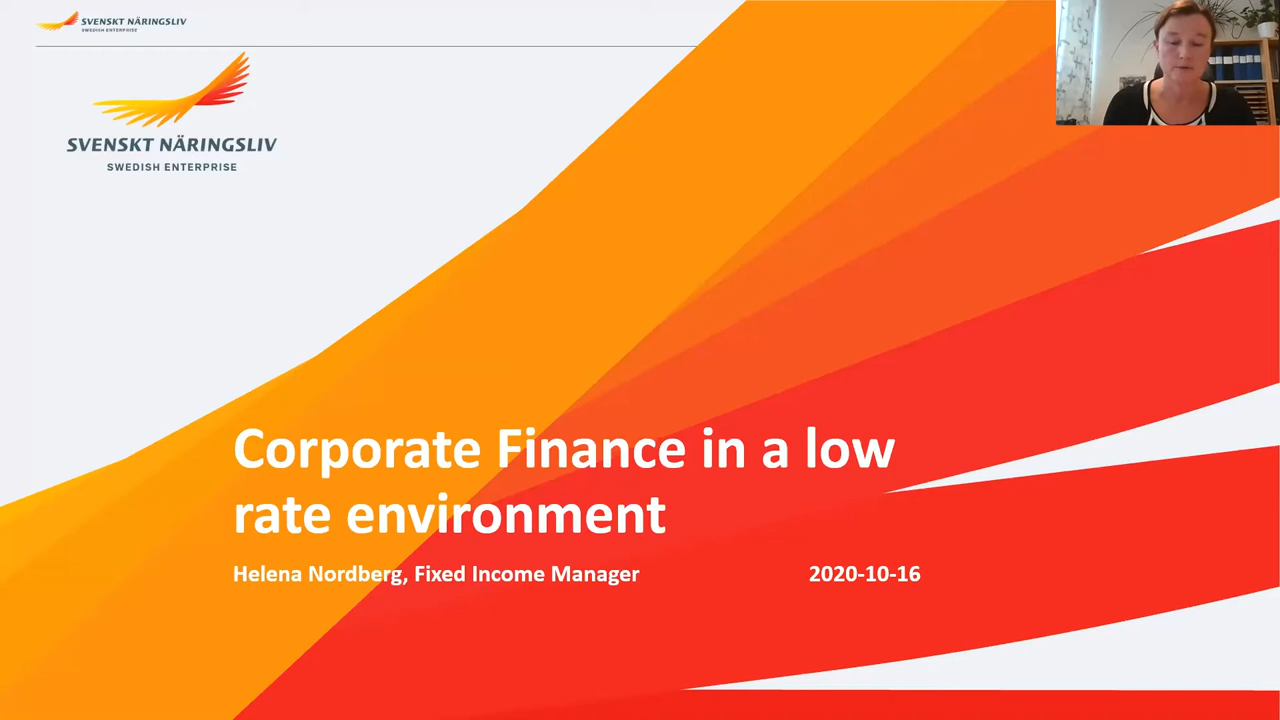 SVENSKT NÄRINGSLIV
SWEDISH ENTERPRISE
SVENSKT NÄRINGSLIV
SWEDISH ENTERPRISE
Corporate Finance in a low
rate environment
Helena Nordberg, Fixed Income Manager 2020-10-16